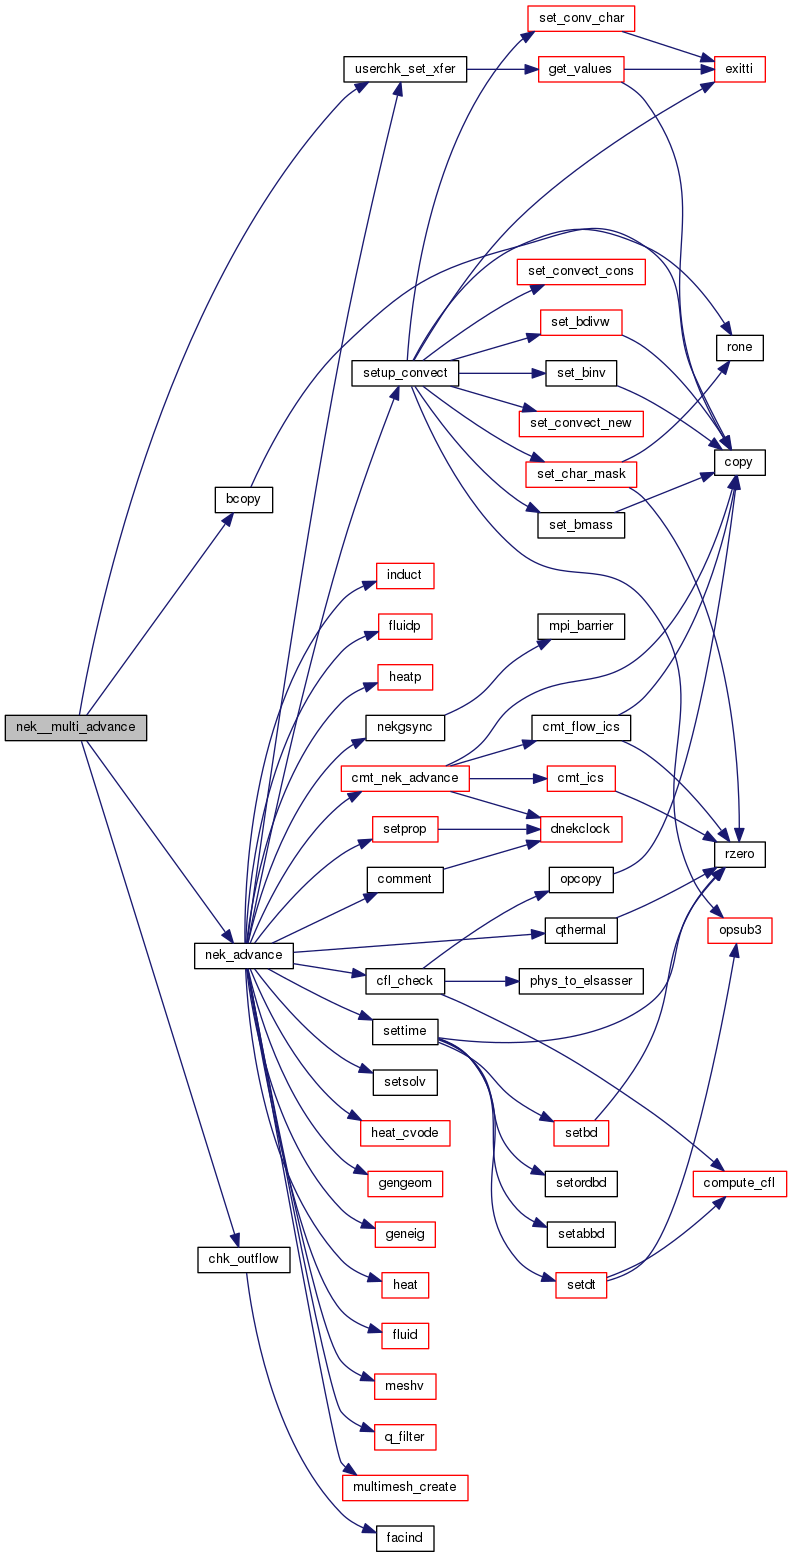 set_conv_char
userchk_set_xfer
get_values
exitti
set_convect_cons
set_bdivw
rone
setup_convect
set_binv
set_convect_new
copy
set_char_mask
bcopy
set_bmass
induct
fluidp
mpi_barrier
heatp
nek__multi_advance
nekgsync
cmt_flow_ics
cmt_nek_advance
cmt_ics
setprop
dnekclock
rzero
comment
opcopy
qthermal
opsub3
nek_advance
cfl_check
phys_to_elsasser
settime
setsolv
heat_cvode
setbd
gengeom
setordbd
compute_cfl
geneig
setabbd
chk_outflow
heat
setdt
fluid
meshv
q_filter
multimesh_create
facind